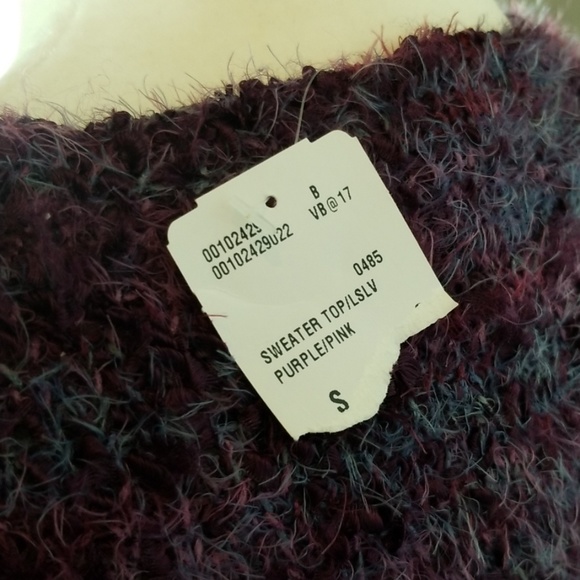 B
VB@17
0010242
00102429022
0485
SWEATER TOP/LSLV
PURPLE/PINK
S